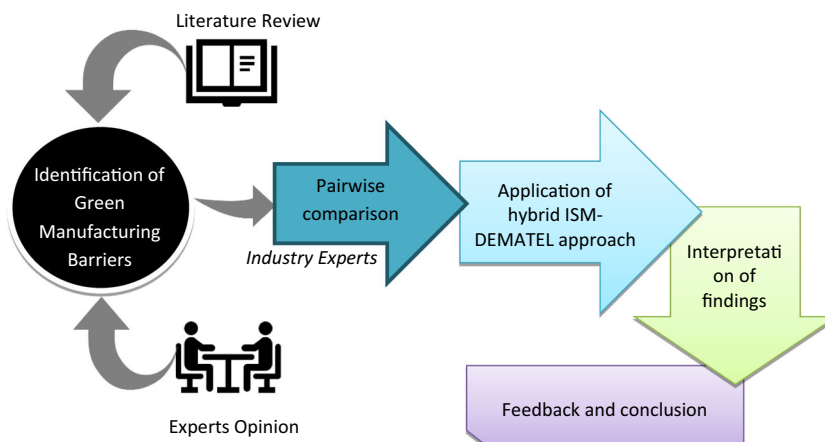 Literature Review
Identification of
Green
Manufacturing
Barriers
Pairwise
comparison
Industry Experts
Application of
hybrid ISM-
DEMATEL approach
Interpretati
on of
findings
Experts Opinion
Feedback and conclusion